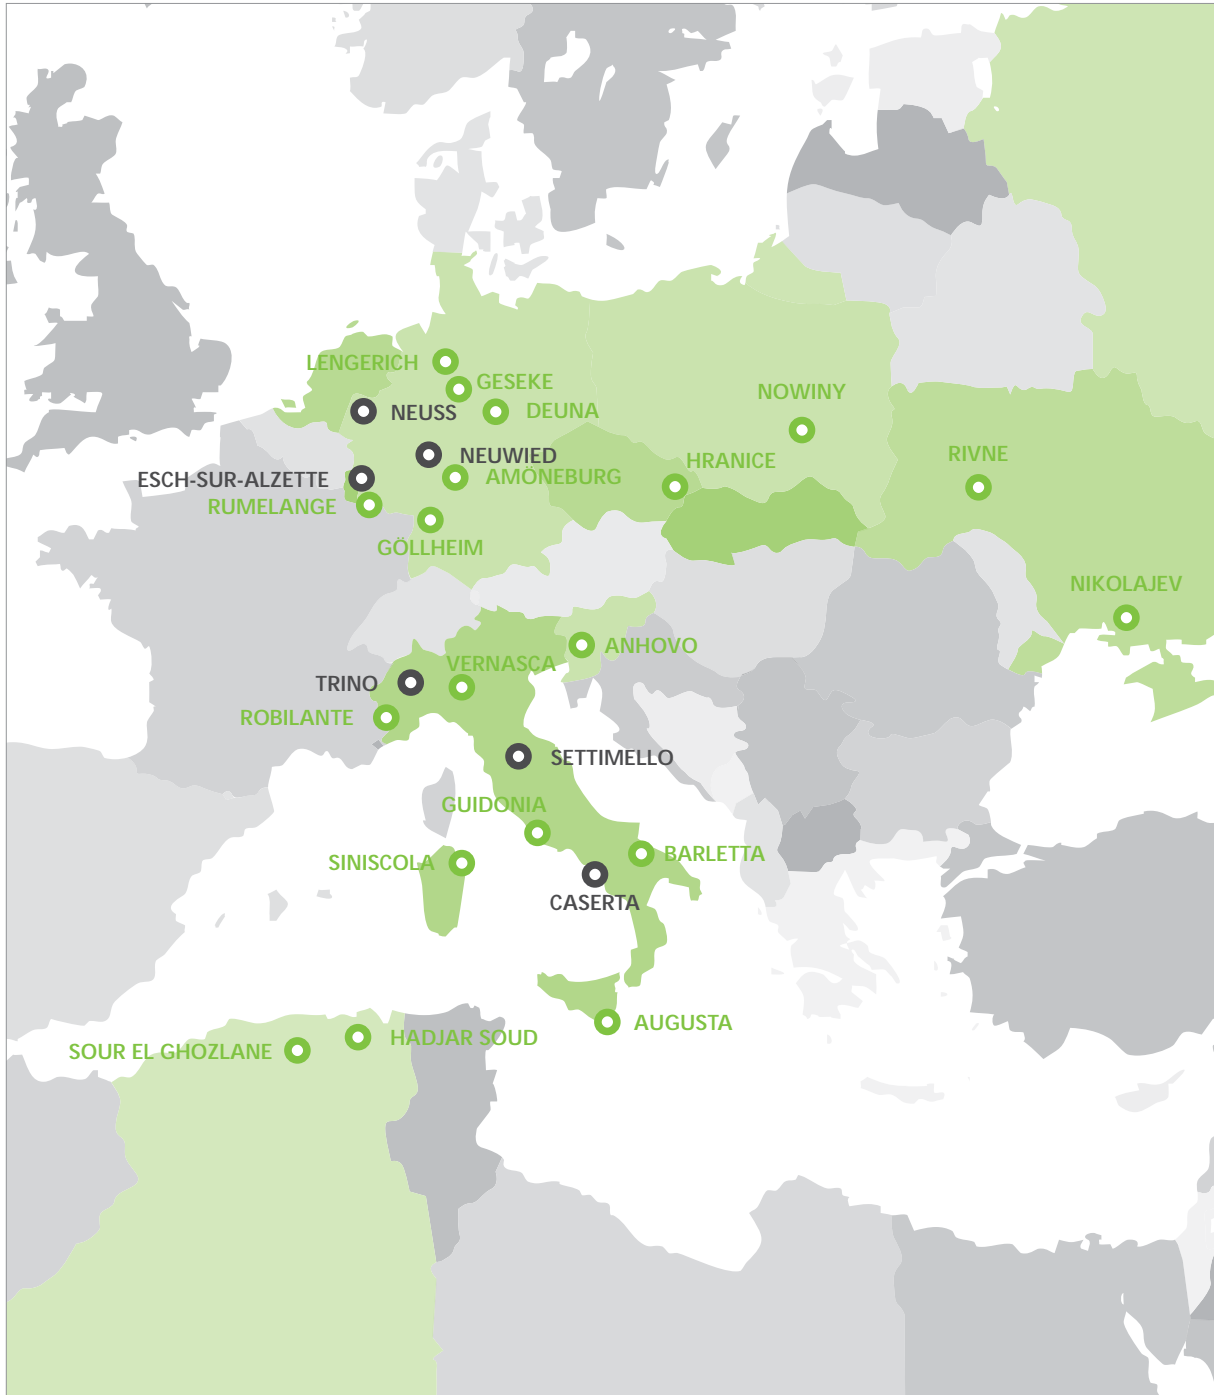 LENGERICH
GESEKE
NEUSS
DEUNA
NOWINY
NEUWIED
HRANICE
RIVNE
ESCH-SUR-ALZETTE
AMÖNEBURG
RUMELANGE
GÖLLHEIM
NIKOLAJEV
ANHOVO
VERNASCA
TRINO
ROBILANTE
SETTIMELLO
GUIDONIA
SINISCOLA
BARLETTA
CASERTA
AUGUSTA
HADJAR SOUD
SOUR EL GHOZLANE